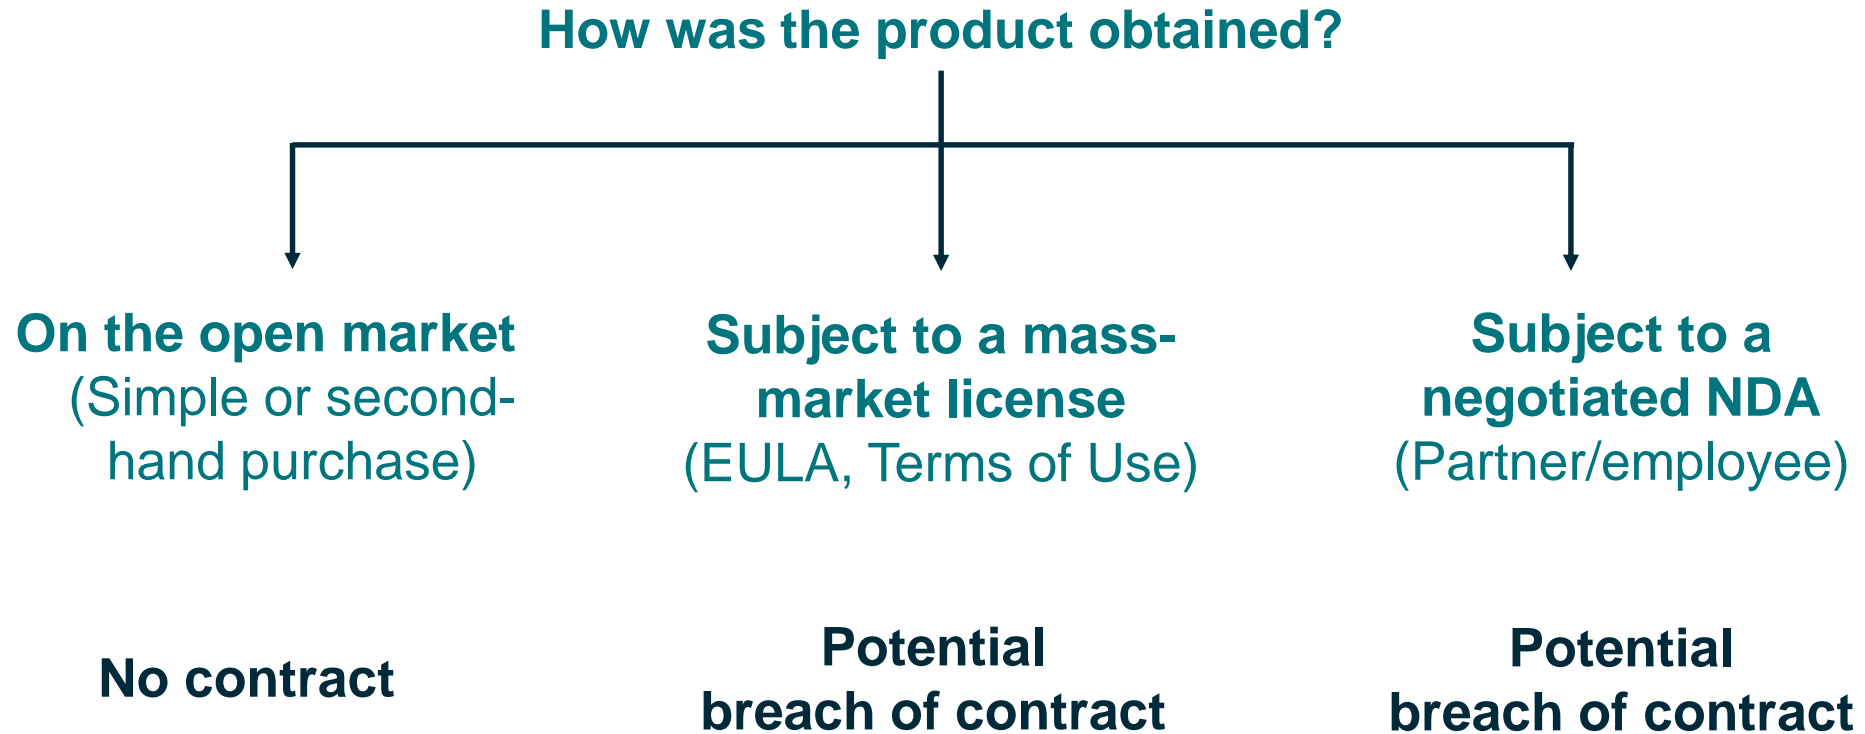 How was the product obtained?
On the open market
(Simple or second-
hand purchase)
Subject to a mass-
market license
(EULA, Terms of Use)
Subject to a
negotiated NDA
(Partner/employee)
No contract
Potential
breach of contract
Potential
breach of contract